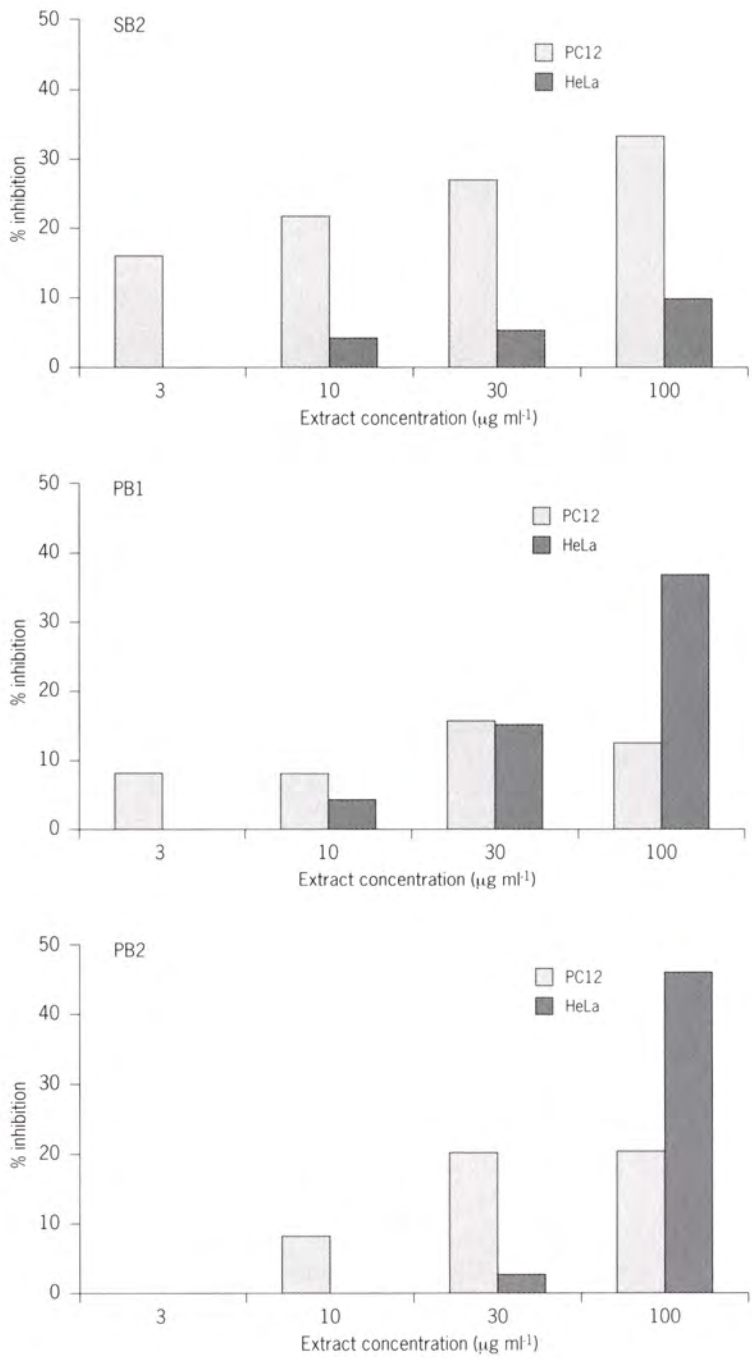 50
SB2
PC12
HeLa
40
30
20
10
0
% inhibition
3 10 30 100
Extract concentration (μg ml-1)
50
PB1
PC12
HeLa
40
30
20
10
0
% inhibition
3 10 30 100
Extract concentration (μg ml-1)
50
PB2
PC12
HeLa
40
30
20
10
0
% inhibition
3 10 30 100
Extract concentration (μg ml-1)